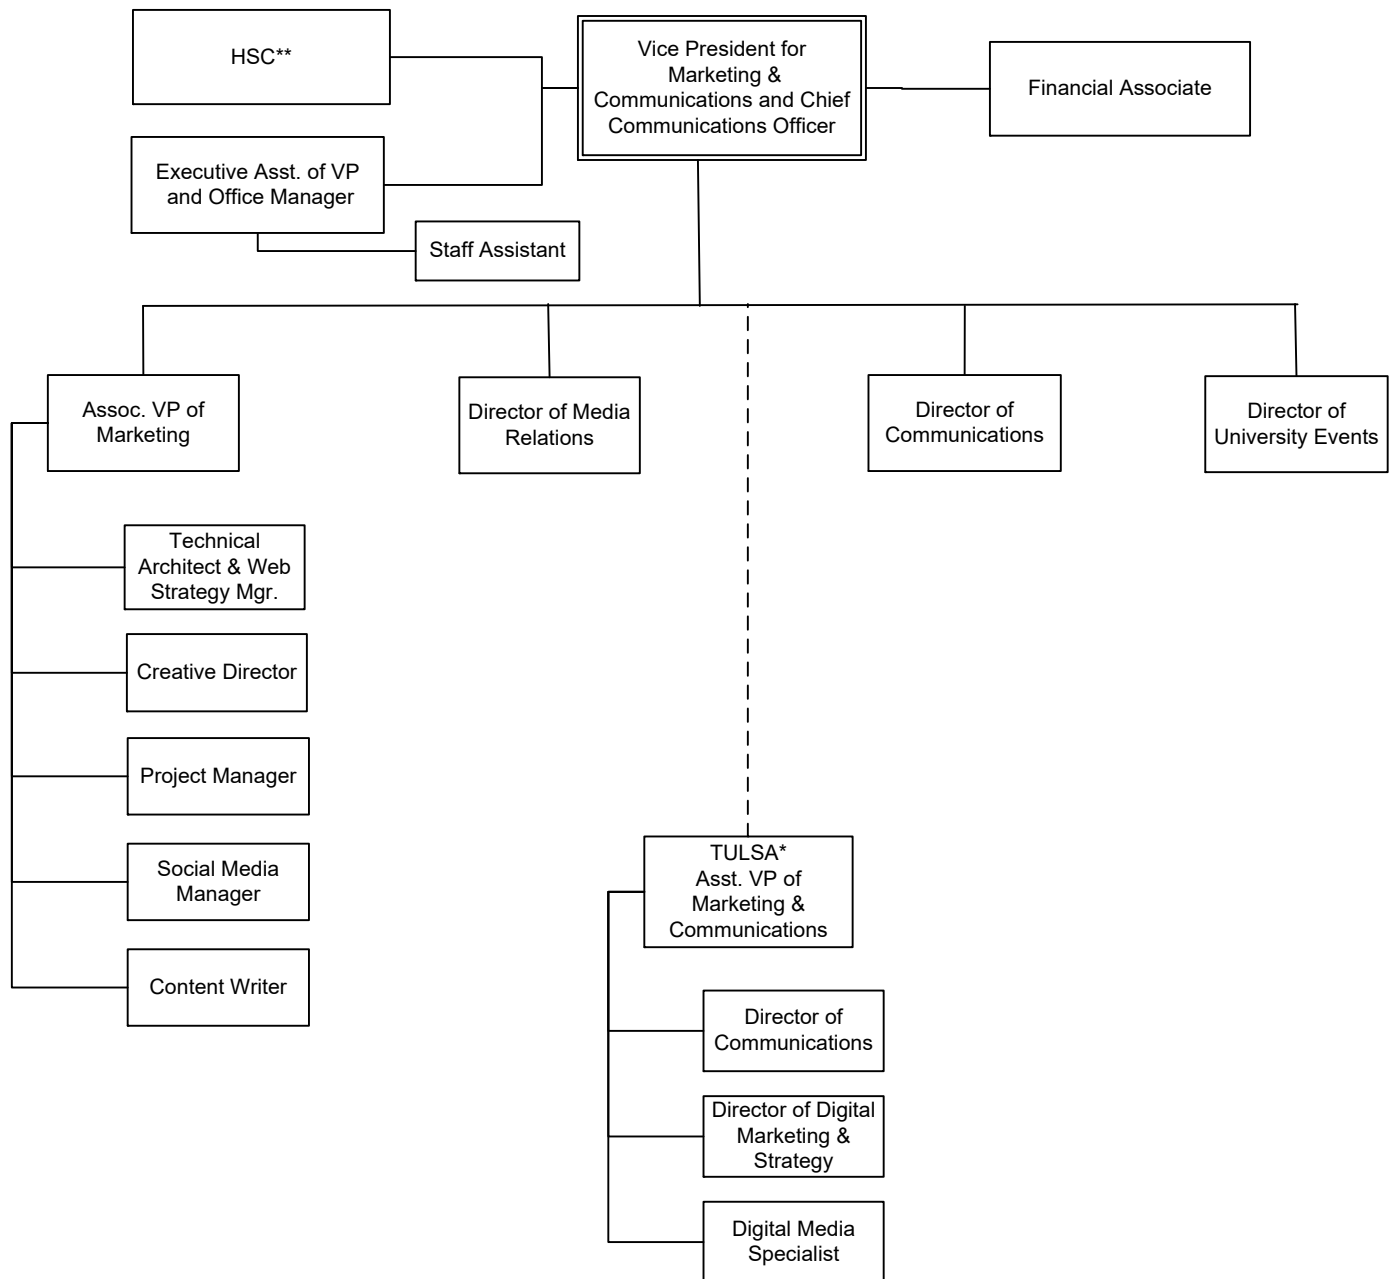 HSC**
Vice President for
Marketing &
Communications and Chief
Communications Officer
Financial Associate
Executive Asst. of VP
and Office Manager
Staff Assistant
Assoc. VP of
Marketing
Director of Media
Relations
Director of
Communications
Director of
University Events
Technical
Architect & Web
Strategy Mgr.
Creative Director
Project Manager
Social Media
Manager
Content Writer
TULSA*
Asst. VP of
Marketing &
Communications
Director of
Communications
Director of Digital
Marketing &
Strategy
Digital Media
Specialist